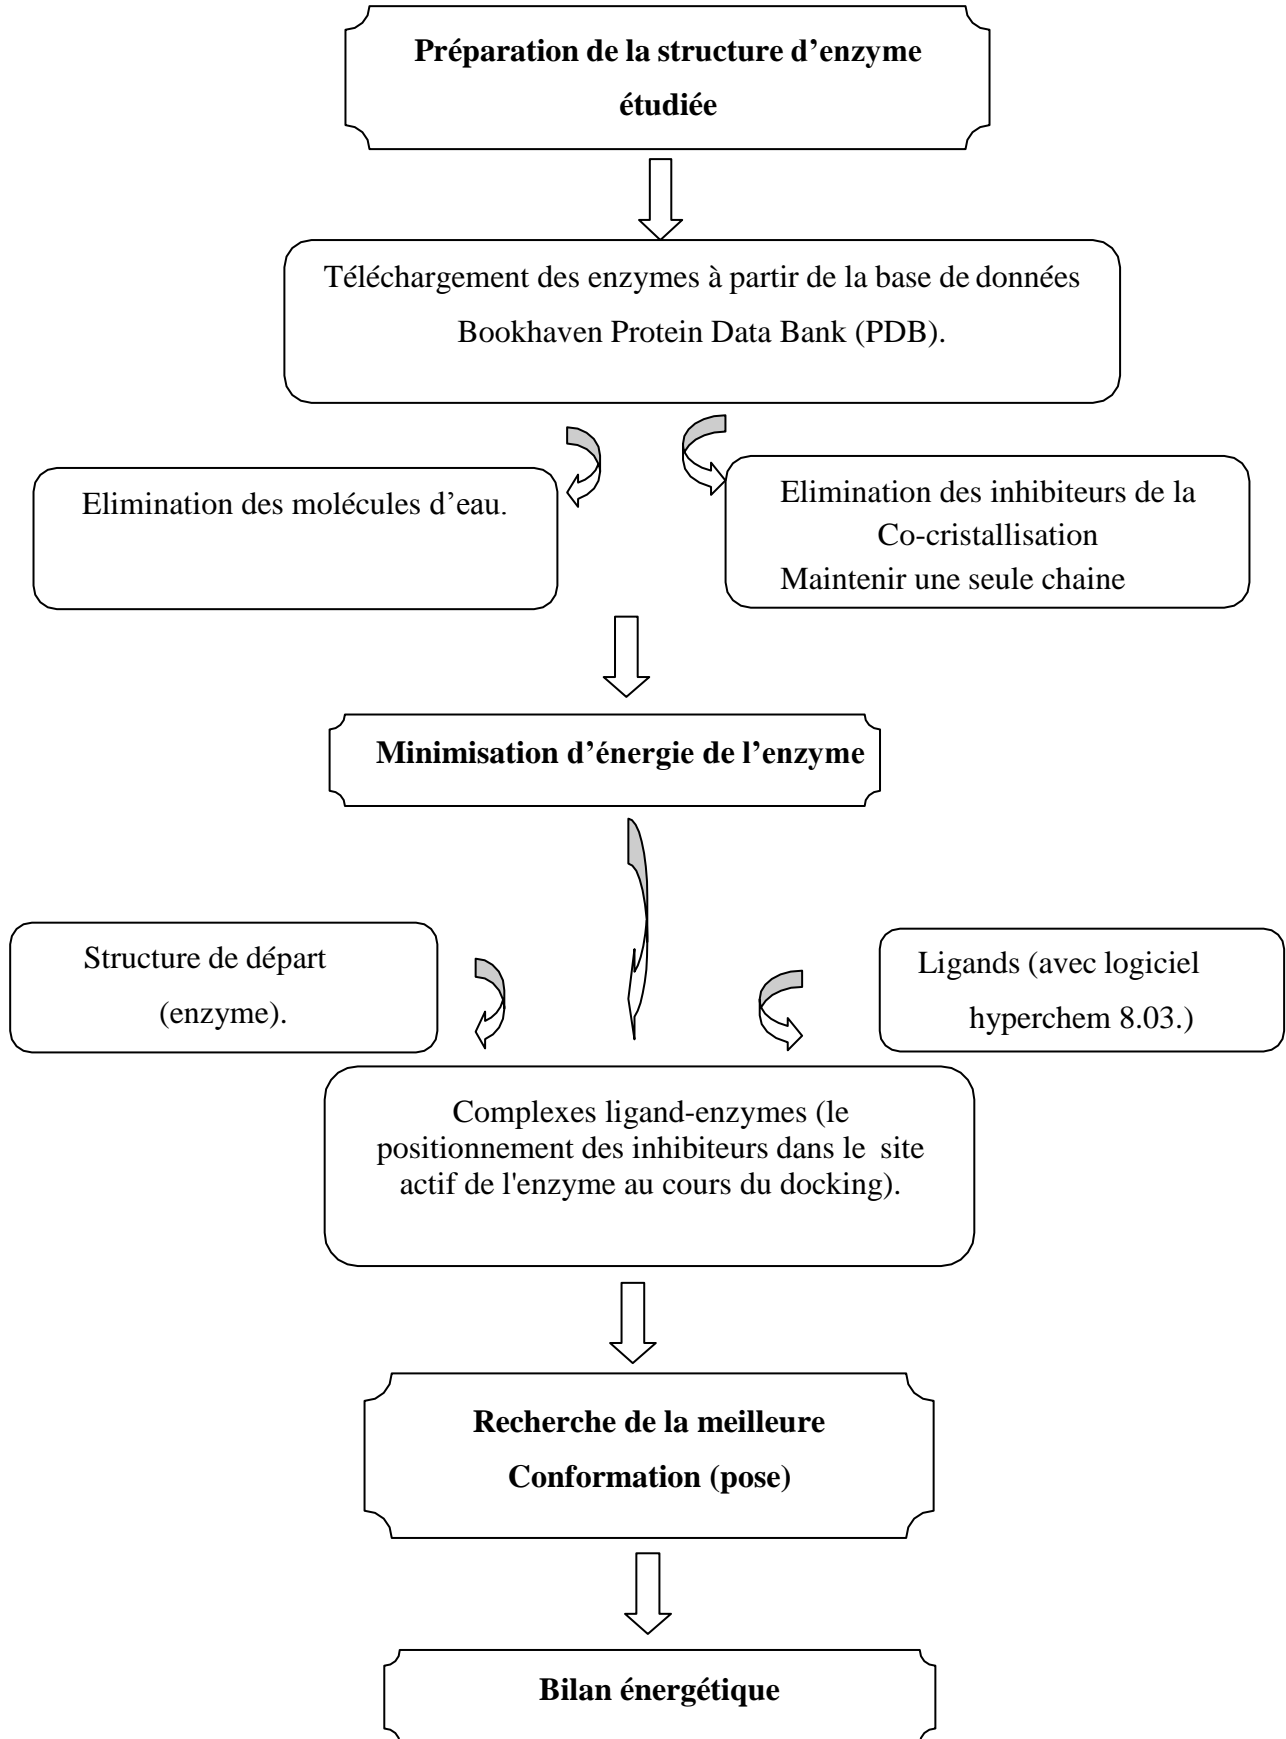 Préparation de la structure d’enzyme
étudiée
Téléchargement des enzymes à partir de la base de données
Bookhaven Protein Data Bank (PDB).
Elimination des molécules d’eau.
Elimination des inhibiteurs de la
Co-cristallisation
Maintenir une seule chaine
Minimisation d’énergie de l’enzyme
Structure de départ
(enzyme).
Ligands (avec logiciel
hyperchem 8.03.)
Complexes ligand-enzymes (le
positionnement des inhibiteurs dans le site
actif de l'enzyme au cours du docking).
Recherche de la meilleure
Conformation (pose)
Bilan énergétique